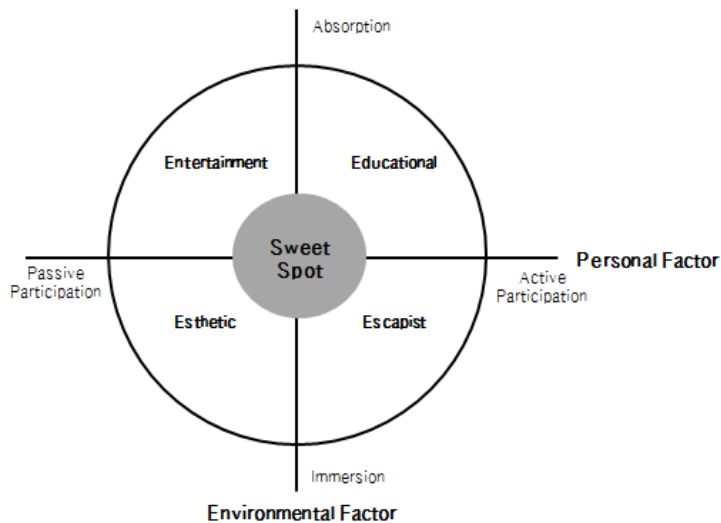 Absorption
Entertainment
Educational
Sweet
Spot
Personal Factor
Passive
Participation
Active
Participation
Esthetic
Escapist
Immersion
Environmental Factor